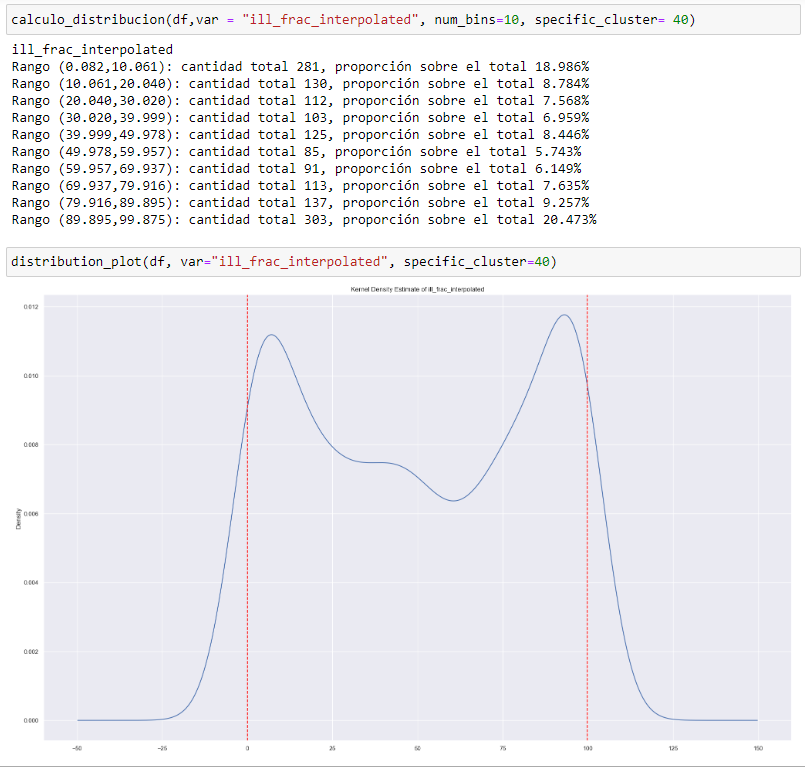 calculo_distribucion(df,var = "ill_frac_interpolated", num_bins=10, specific_cluster= 40)
ill_frac_interpolated
Rango (0.082,10.061): cantidad total 281, proporción sobre el total 18.986%
Rango (10.061,20.040): cantidad total 130, proporción sobre el total 8.784%
Rango (20.040,30.020): cantidad total 112, proporción sobre el total 7.568%
Rango (30.020,39.999): cantidad total 103, proporción sobre el total 6.959%
Rango (39.999,49.978): cantidad total 125, proporción sobre el total 8.446%
Rango (49.978,59.957): cantidad total 85, proporción sobre el total 5.743%
Rango (59.957,69.937): cantidad total 91, proporción sobre el total 6.149%
Rango (69.937,79.916): cantidad total 113, proporción sobre el total 7.635%
Rango (79.916,89.895): cantidad total 137, proporción sobre el total 9.257%
Rango (89.895,99.875): cantidad total 303, proporción sobre el total 20.473%
distribution_plot(df, var="ill_frac_interpolated", specific_cluster=40)
Kernel Density Estimate of ill_frac_interpolated
0.012
0.010
0.008
0.006
0.004
0.002
0.000
Density
-50 -25 0 25 50 75 100 125 150